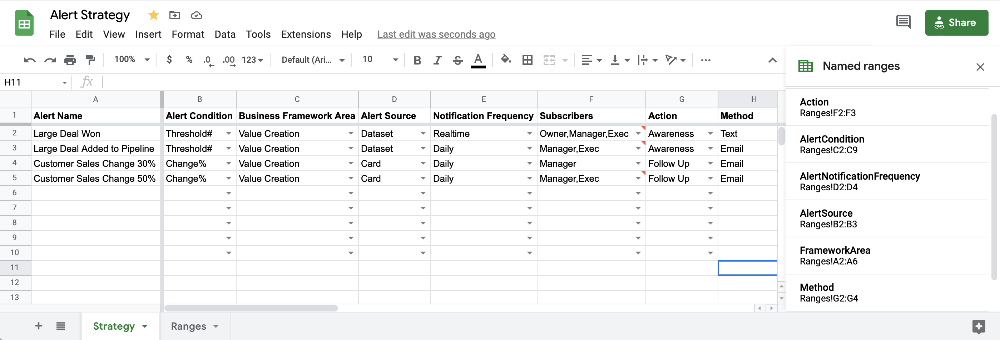 Alert Strategy
File Edit View Insert Format Data Tools Extensions Help Last edit was seconds ago
Share
100% $ % .0 .00 123 Default (Ari... 10 B I S A
H11 fx
A B C D E F G H
1 Alert Name Alert Condition Business Framework Area Alert Source Notification Frequency Subscribers Action Method
2 Large Deal Won Threshold# Value Creation Dataset Realtime Owner,Manager,Exec Awareness Text
3 Large Deal Added to Pipeline Threshold# Value Creation Dataset Daily Manager,Exec Awareness Email
4 Customer Sales Change 30% Change% Value Creation Card Daily Manager Follow Up Email
5 Customer Sales Change 50% Change% Value Creation Card Daily Manager,Exec Follow Up Email
6
7
8
9
10
11
12
13
Named ranges
Action
Ranges!F2:F3
AlertCondition
Ranges!C2:C9
AlertNotificationFrequency
Ranges!D2:D4
AlertSource
Ranges!B2:B3
FrameworkArea
Ranges!A2:A6
Method
Ranges!G2:G4
+ Strategy Ranges